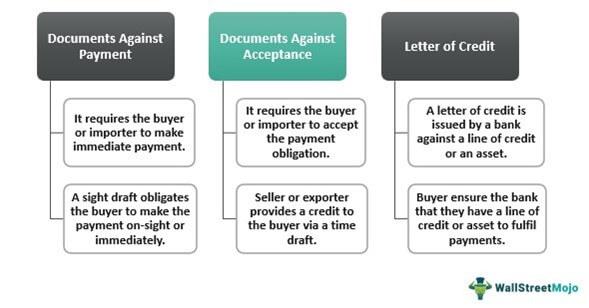 Documents Against
Payment
Documents Against
Acceptance
Letter of Credit
It requires the buyer
or importer to make
immediate payment.
It requires the buyer
or importer to accept
the payment
obligation.
A letter of credit is
issued by a bank
against a line of credit
or an asset.
A sight draft obligates
the buyer to make the
payment on-sight or
immediately.
Seller or exporter
provides a credit to
the buyer via a time
draft.
Buyer ensure the bank
that they have a line of
credit or asset to fulfil
payments.
WallStreetMojo